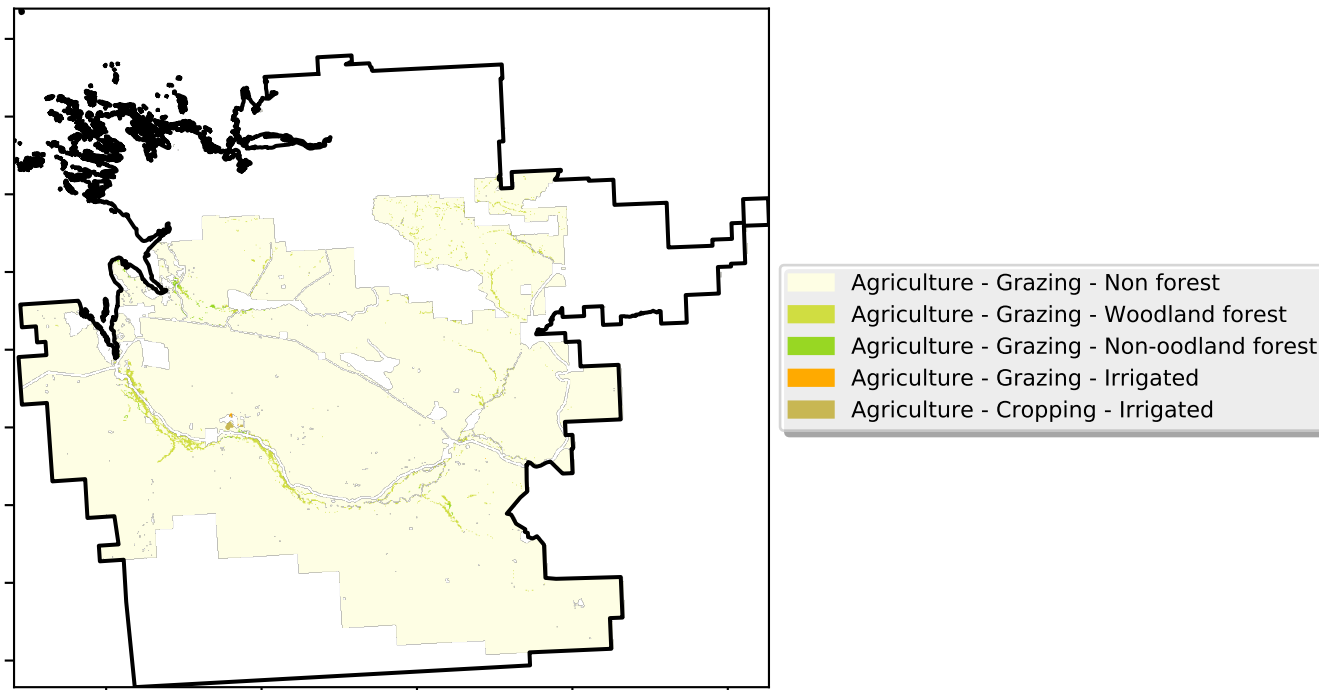 Agriculture - Grazing - Non forest
Agriculture - Grazing - Woodland forest
Agriculture - Grazing - Non-oodland forest
Agriculture - Grazing - Irrigated
Agriculture - Cropping - Irrigated